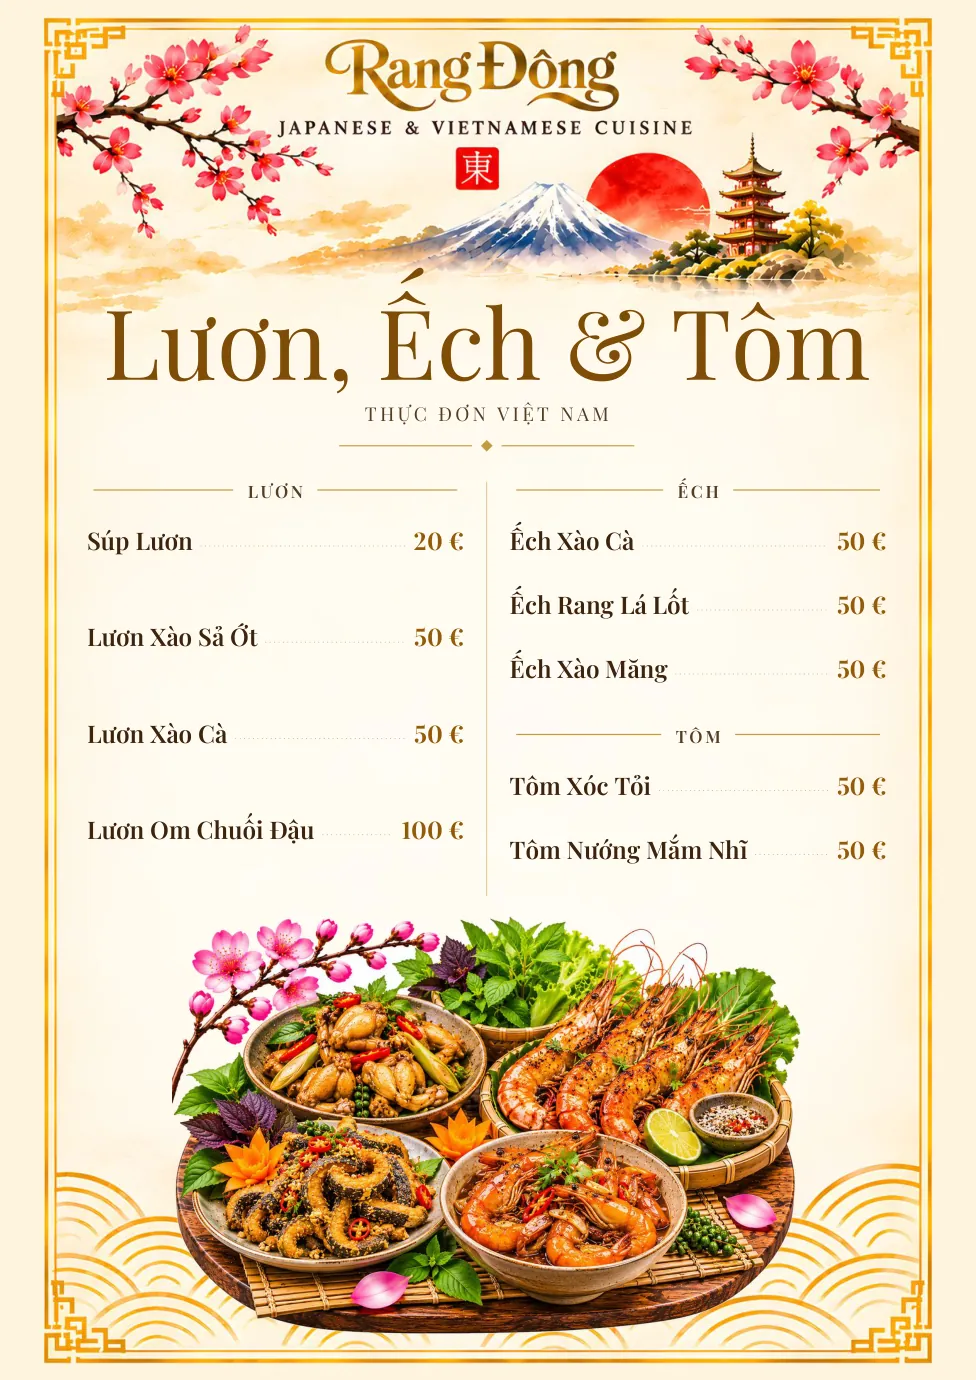 Rang Đông
JAPANESE & VIETNAMESE CUISINE
東
Lươn, Ếch & Tôm
THỰC ĐƠN VIỆT NAM
LƯƠN
Súp Lươn 20 €
Lươn Xào Sả Ớt 50 €
Lươn Xào Cà 50 €
Lươn Om Chuối Đậu 100 €
ẾCH
Ếch Xào Cà 50 €
Ếch Rang Lá Lốt 50 €
Ếch Xào Măng 50 €
TÔM
Tôm Xóc Tỏi 50 €
Tôm Nướng Mắm Nhĩ 50 €